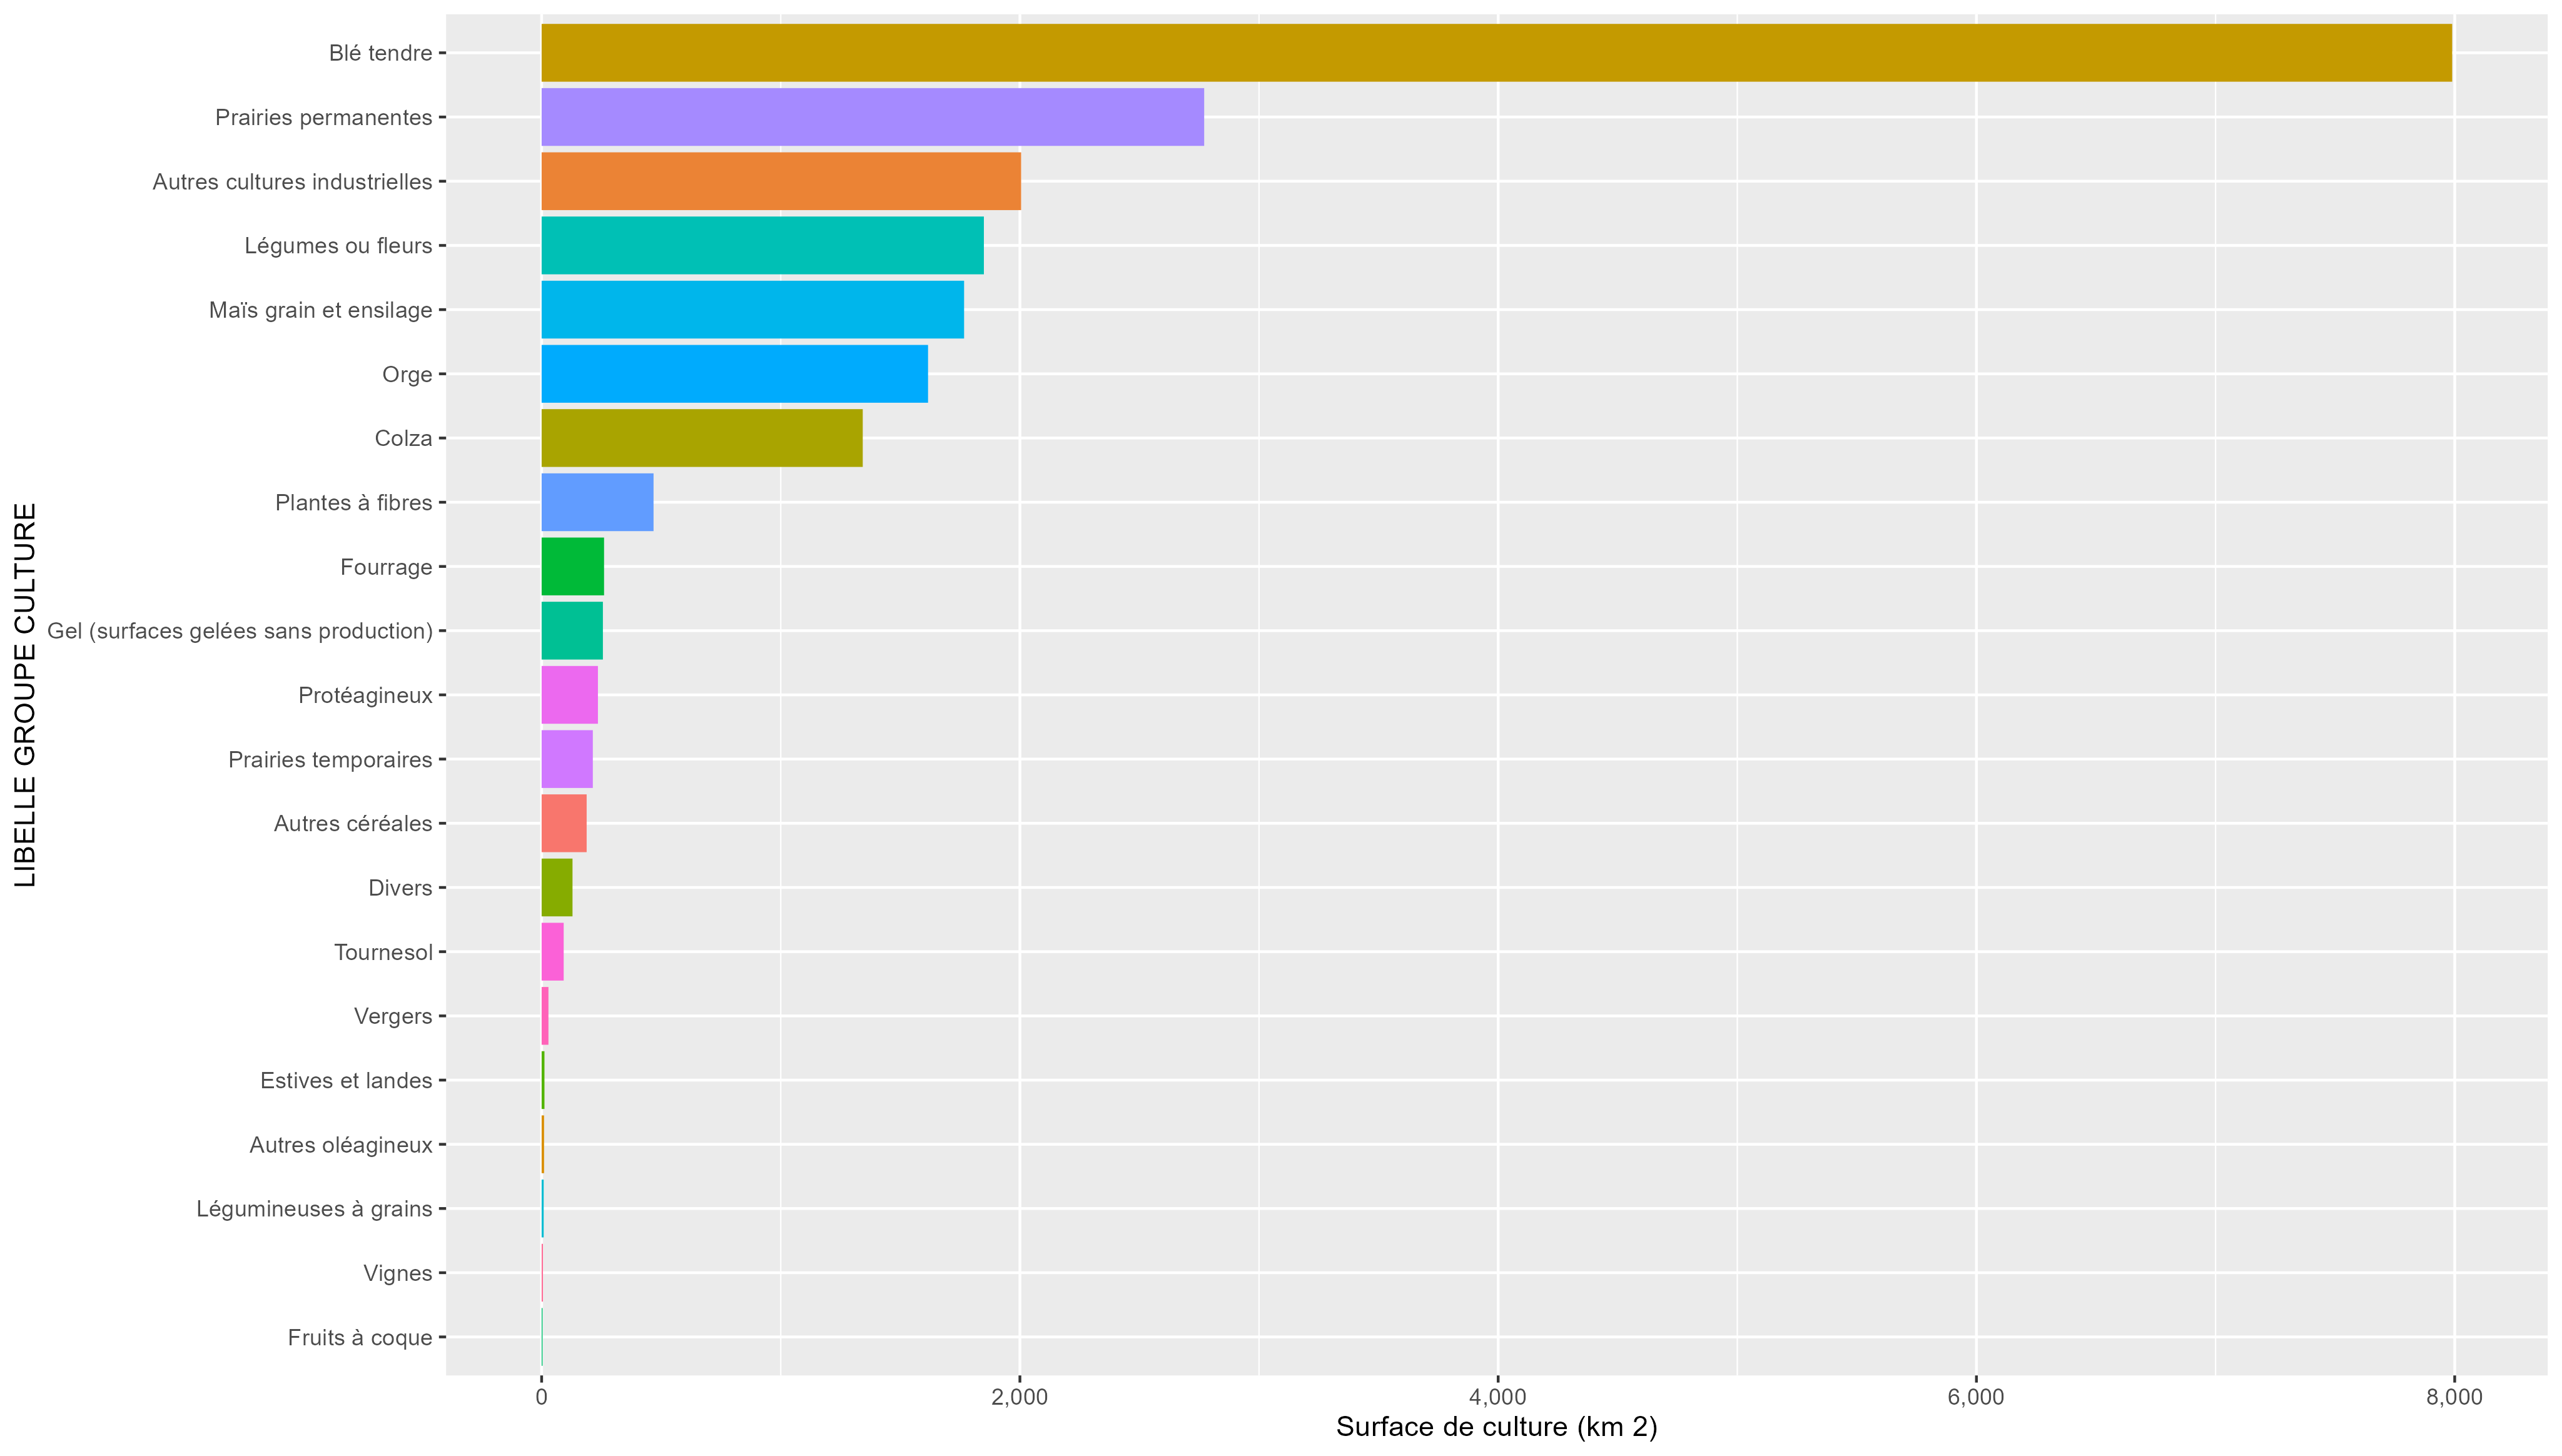 LIBELLE GROUPE CULTURE
Blé tendre
Prairies permanentes
Autres cultures industrielles
Légumes ou fleurs
Maïs grain et ensilage
Orge
Colza
Plantes à fibres
Fourrage
Gel (surfaces gelées sans production)
Protéagineux
Prairies temporaires
Autres céréales
Divers
Tournesol
Vergers
Estives et landes
Autres oléagineux
Légumineuses à grains
Vignes
Fruits à coque
0 2,000 4,000 6,000 8,000
Surface de culture (km 2)